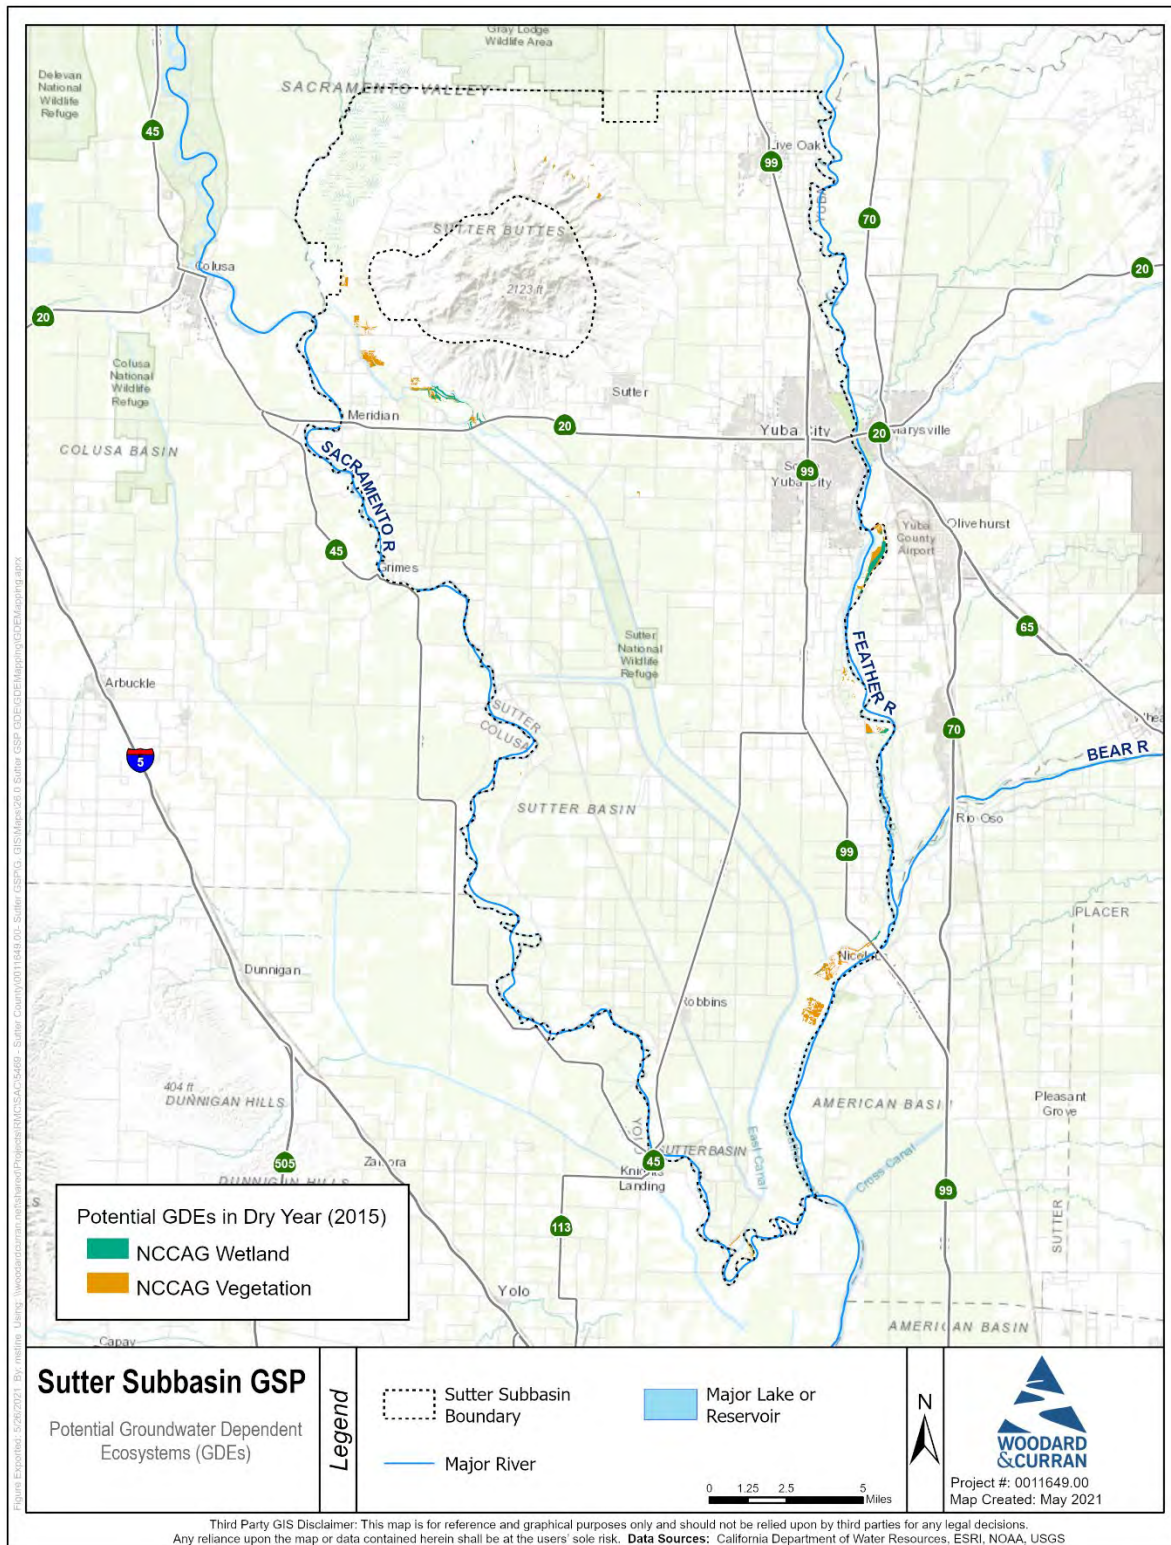 Gray Lodge
Wildlife Area
Delevan
National
Wildlife
Refuge
SACRAMENTO VALLEY
45
99
Live Oak
YUBA
70
SUTTER BUTTES
2123 ft
Colusa
20
20
Colusa
National
Wildlife
Refuge
Sutter
Meridian
20
Yuba City
20
Marysville
COLUSA BASIN
SACRAMENTO R
99
Yuba City
45
Grimes
Yuba
County
Airport
Olivehurst
65
Sutter
National
Wildlife
Refuge
FEATHER R
Arbuckle
SUTTER
COLUSA
70
5
BEAR R
SUTTER BASIN
Rio Oso
99
PLACER
Dunnigan
Robbins
404 ft
DUNNIGAN HILLS
AMERICAN BASIN
Pleasant
Grove
YOLO
SUTTER BASIN
East Canal
Cross Canal
505
Zamora
DUNNIGAN HILLS
45
Knights
Landing
99
113
SUTTER
Potential GDEs in Dry Year (2015)
NCCAG Wetland
NCCAG Vegetation
Yolo
AMERICAN BASIN
Capay
Sutter Subbasin GSP
Potential Groundwater Dependent
Ecosystems (GDEs)
Legend
Sutter Subbasin
Boundary
Major Lake or
Reservoir
Major River
N
0 1.25 2.5 5
Miles
WOODARD
&CURRAN
Project #: 0011649.00
Map Created: May 2021
Third Party GIS Disclaimer: This map is for reference and graphical purposes only and should not be relied upon by third parties for any legal decisions.
Any reliance upon the map or data contained herein shall be at the users' sole risk. Data Sources: California Department of Water Resources, ESRI, NOAA, USGS